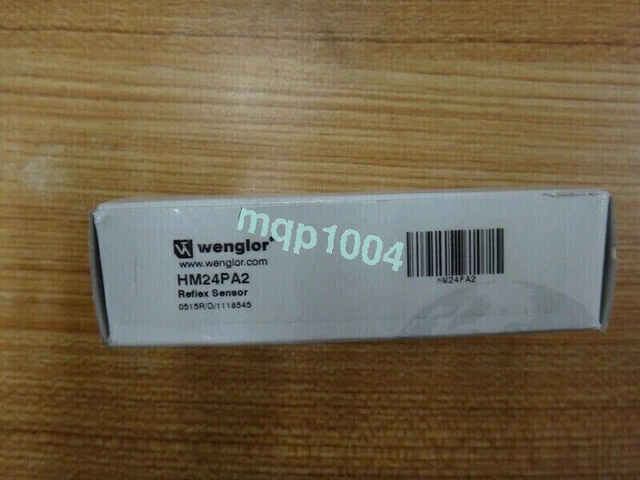 wenglor®
www.wenglor.com
HM24PA2
Reflex Sensor
0515R/D/1118545
HM24PA2
mqp1004